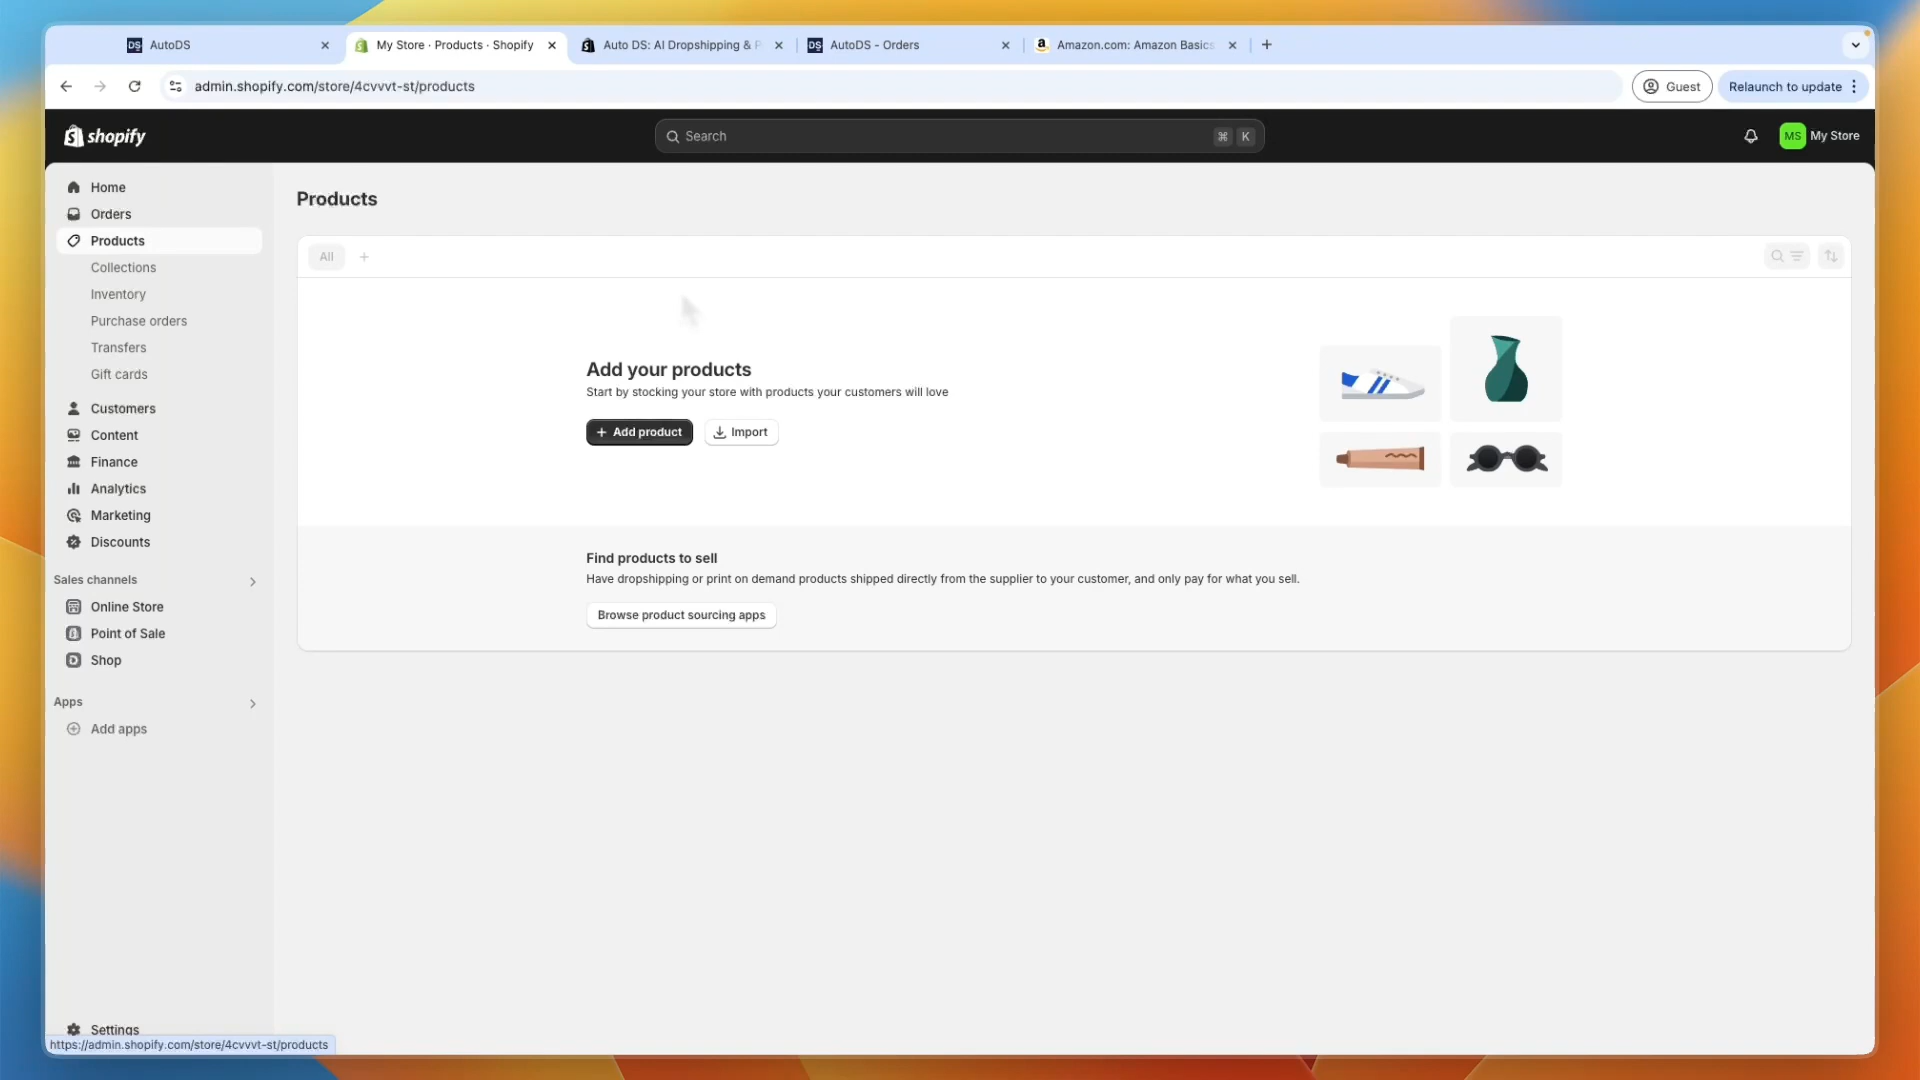 AutoDS
My Store · Products · Shopify
Auto DS: AI Dropshipping & P
AutoDS - Orders
Amazon.com: Amazon Basics
admin.shopify.com/store/4cvvvt-st/products
Guest
Relaunch to update
shopify
Search
⌘ K
MS My Store
Home
Orders
Products
Collections
Inventory
Purchase orders
Transfers
Gift cards
Customers
Content
Finance
Analytics
Marketing
Discounts
Sales channels
Online Store
Point of Sale
Shop
Apps
Add apps
Settings
https://admin.shopify.com/store/4cvvvt-st/products
Products
All
Add your products
Start by stocking your store with products your customers will love
Add product
Import
Find products to sell
Have dropshipping or print on demand products shipped directly from the supplier to your customer, and only pay for what you sell.
Browse product sourcing apps